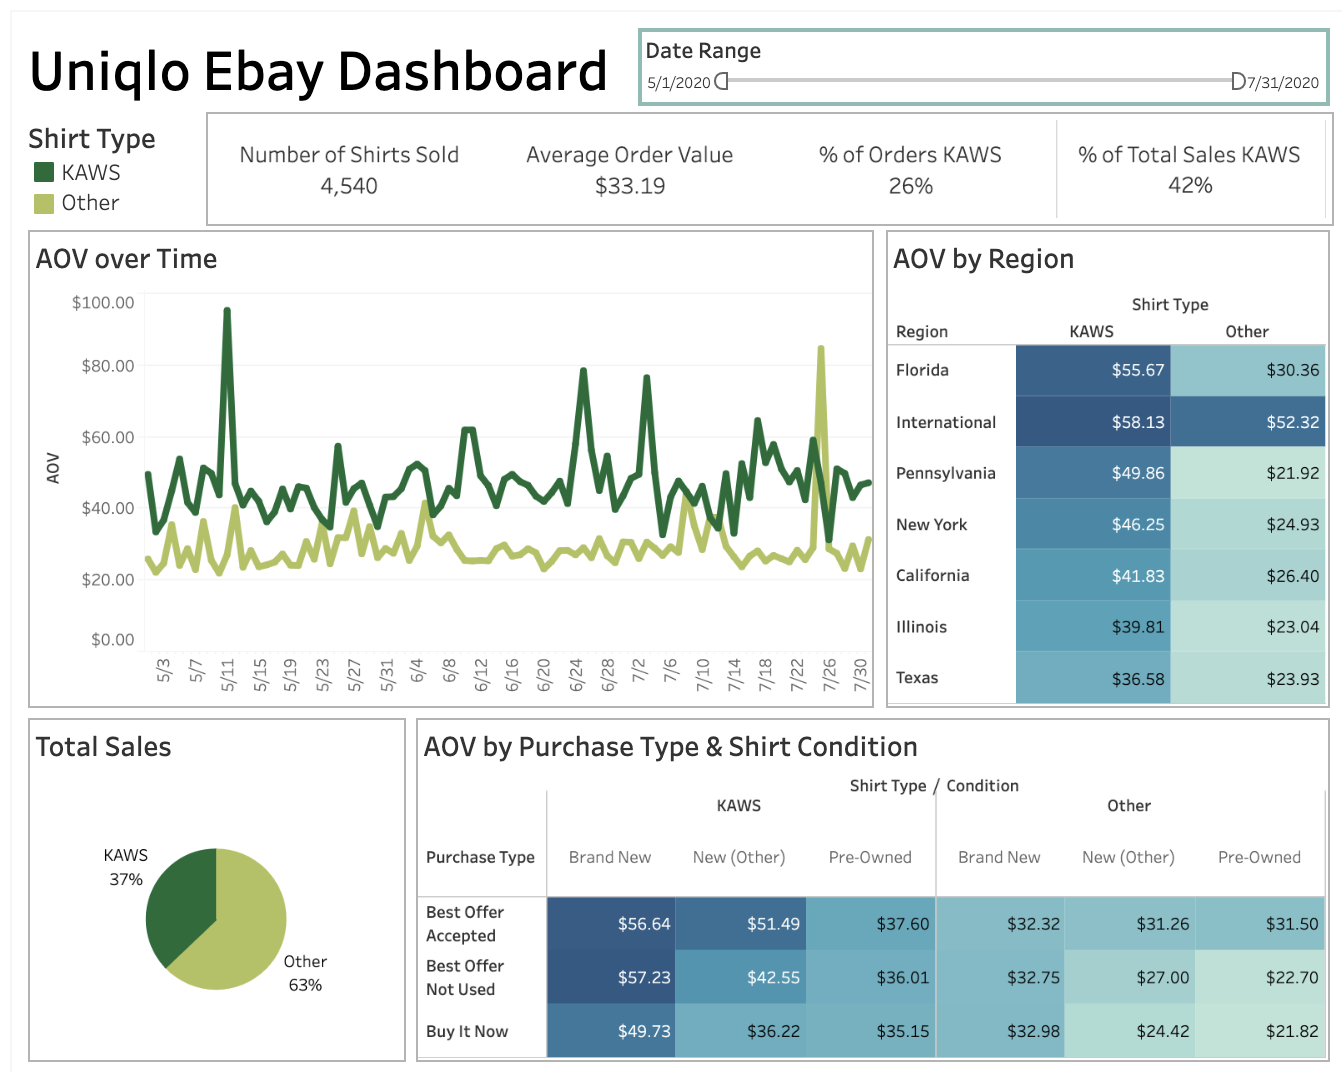 Uniqlo Ebay Dashboard
Date Range
5/1/2020 7/31/2020
Shirt Type
KAWS
Other
Number of Shirts Sold Average Order Value % of Orders KAWS % of Total Sales KAWS
4,540 $33.19 26% 42%
AOV over Time
AOV
$100.00
$80.00
$60.00
$40.00
$20.00
$0.00
5/3 5/7 5/11 5/15 5/19 5/23 5/27 5/31 6/4 6/8 6/12 6/16 6/20 6/24 6/28 7/2 7/6 7/10 7/14 7/18 7/22 7/26 7/30
AOV by Region
Shirt Type
Region KAWS Other
Florida $55.67 $30.36
International $58.13 $52.32
Pennsylvania $49.86 $21.92
New York $46.25 $24.93
California $41.83 $26.40
Illinois $39.81 $23.04
Texas $36.58 $23.93
Total Sales
KAWS
37%
Other
63%
AOV by Purchase Type & Shirt Condition
Shirt Type / Condition
KAWS Other
Purchase Type Brand New New (Other) Pre-Owned Brand New New (Other) Pre-Owned
Best Offer
Accepted $56.64 $51.49 $37.60 $32.32 $31.26 $31.50
Best Offer
Not Used $57.23 $42.55 $36.01 $32.75 $27.00 $22.70
Buy It Now $49.73 $36.22 $35.15 $32.98 $24.42 $21.82